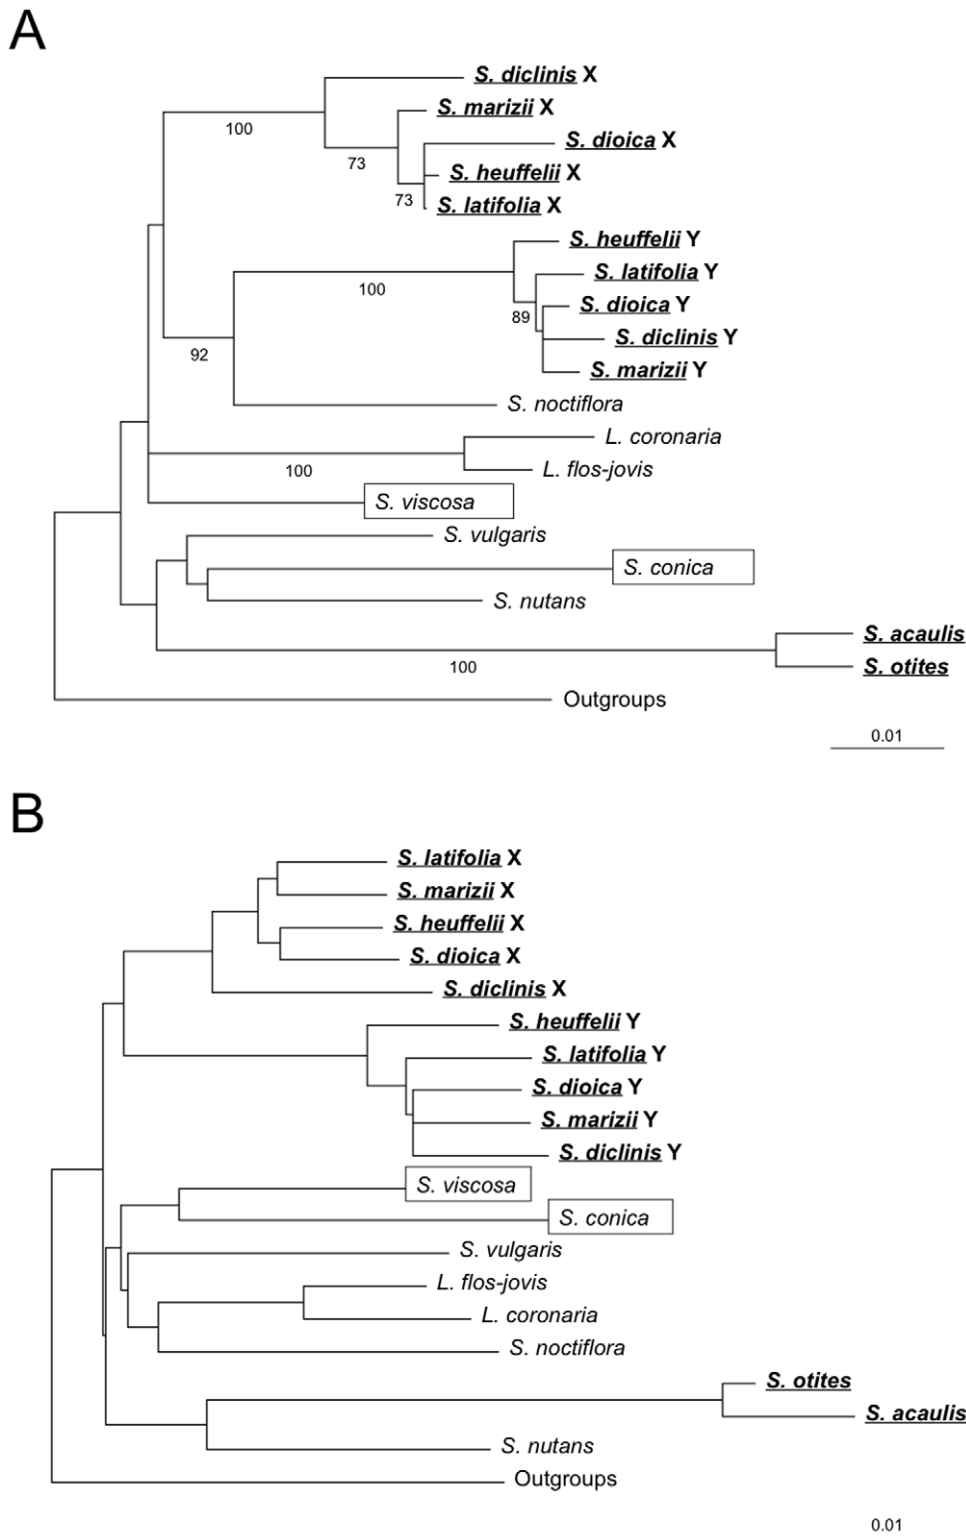 A
S. diclinis X
S. marizii X
100
S. dioica X
73
S. heuffelii X
73
S. latifolia X
S. heuffelii Y
S. latifolia Y
100
S. dioica Y
89
S. diclinis Y
92
S. marizii Y
S. noctiflora
L. coronaria
100
L. flos-jovis
S. viscosa
S. vulgaris
S. conica
S. nutans
S. acaulis
100
S. otites
Outgroups
0.01
B
S. latifolia X
S. marizii X
S. heuffelii X
S. dioica X
S. diclinis X
S. heuffelii Y
S. latifolia Y
S. dioica Y
S. marizii Y
S. diclinis Y
S. viscosa
S. conica
S. vulgaris
L. flos-jovis
L. coronaria
S. noctiflora
S. otites
S. acaulis
S. nutans
Outgroups
0.01